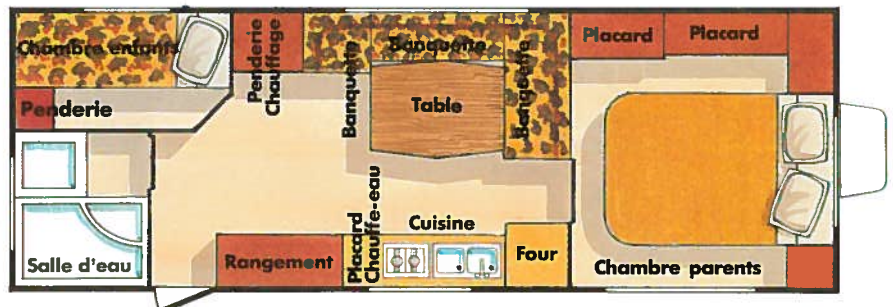 Chambre enfants
Penderie
Penderie
Chauffage
Banquette
Banquette
Table
Banquette
Placard
Placard
Placard
Chauffe-eau
Cuisine
Salle d'eau
Rangement
Four
Chambre parents